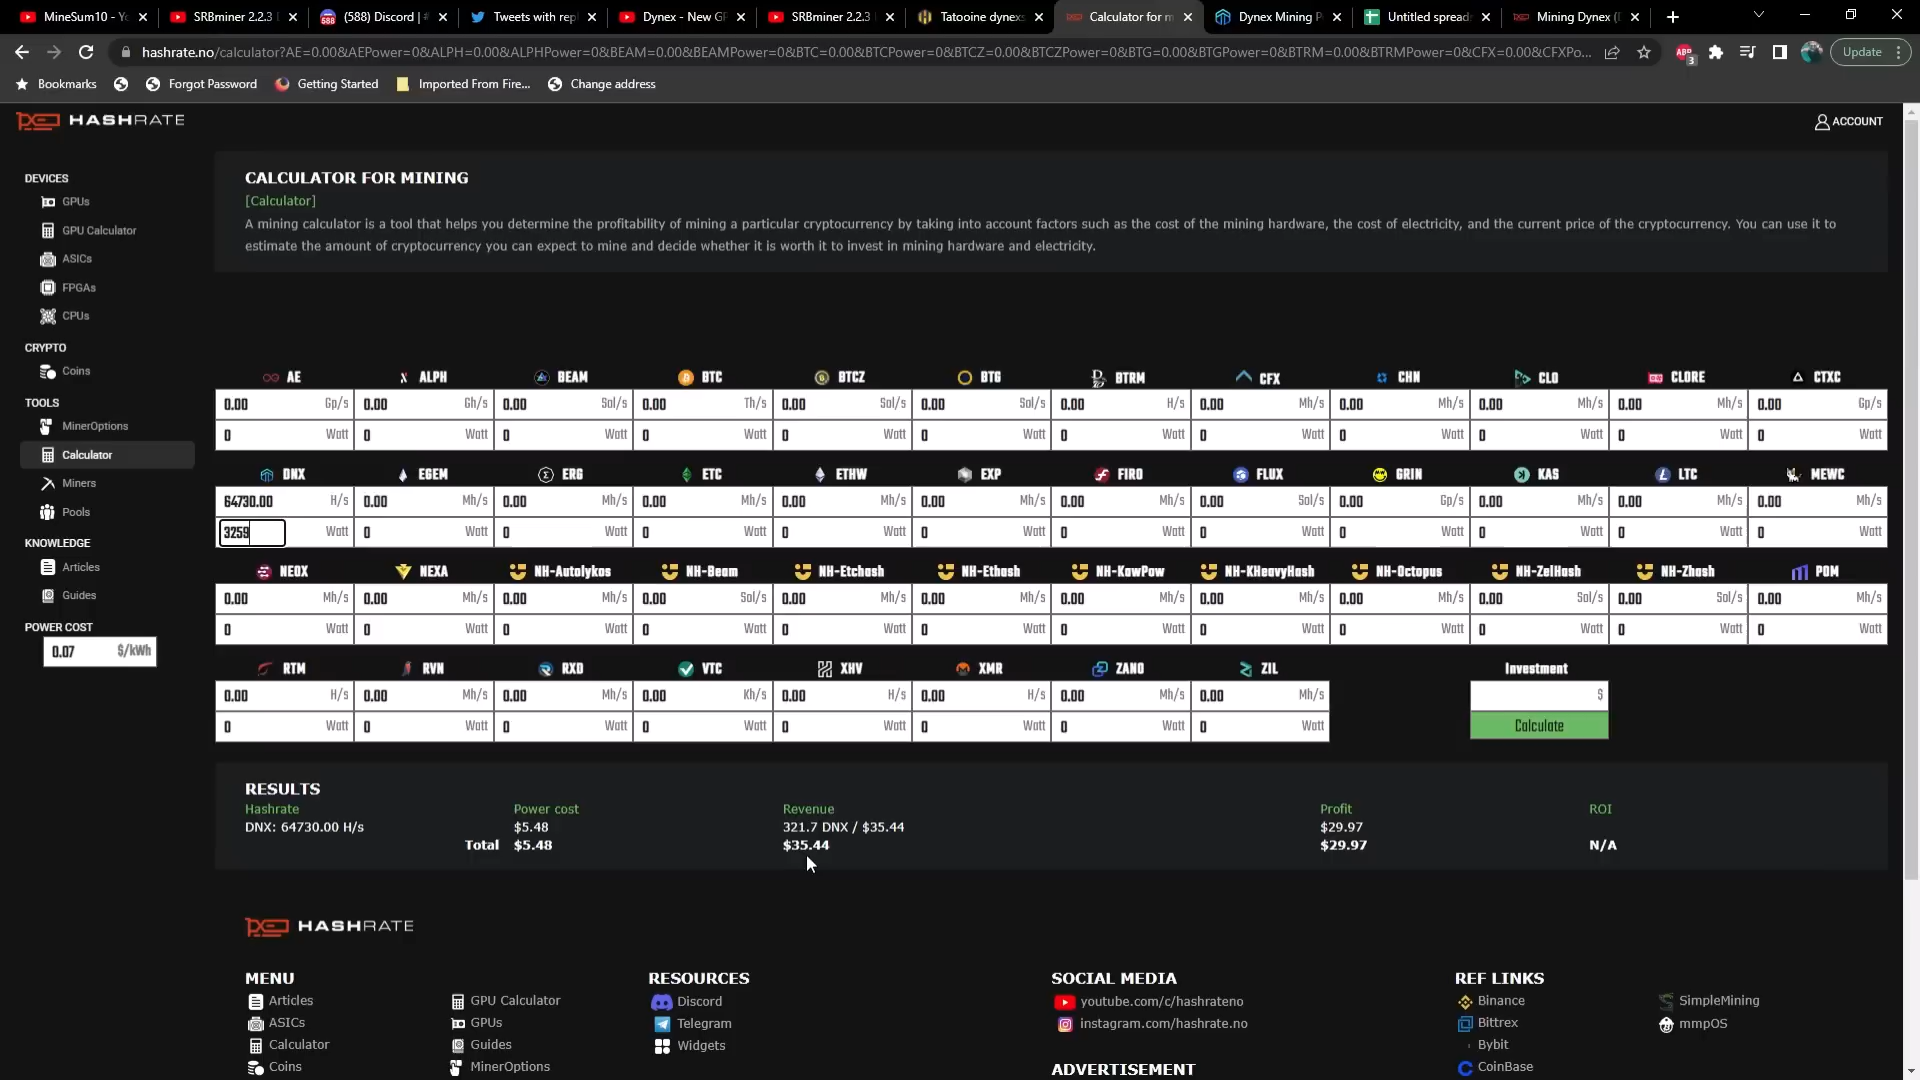 MineSum10 - Yo
SRBminer 2.2.3
(588) Discord | #
Tweets with rep
Dynex - New GP
SRBminer 2.2.3
Tatooine dynexs
Calculator for m
Dynex Mining P
Untitled spread
Mining Dynex (
hashrate.no/calculator?AE=0.00&AEPower=0&ALPH=0.00&ALPHPower=0&BEAM=0.00&BEAMPower=0&BTC=0.00&BTCPower=0&BTCZ=0.00&BTCZPower=0&BTG=0.00&BTGPower=0&BTRM=0.00&BTRMPower=0&CFX=0.00&CFXPo...
ABP 3
Update
Bookmarks
Forgot Password
Getting Started
Imported From Fire...
Change address
HASHRATE
ACCOUNT
DEVICES
GPUs
GPU Calculator
ASICs
FPGAs
CPUs
CRYPTO
Coins
TOOLS
MinerOptions
Calculator
Miners
Pools
KNOWLEDGE
Articles
Guides
POWER COST
0.07 $/kWh
CALCULATOR FOR MINING
[Calculator]
A mining calculator is a tool that helps you determine the profitability of mining a particular cryptocurrency by taking into account factors such as the cost of the mining hardware, the cost of electricity, and the current price of the cryptocurrency. You can use it to
estimate the amount of cryptocurrency you can expect to mine and decide whether it is worth it to invest in mining hardware and electricity.
AE ALPH BEAM BTC BTCZ BTG BTRM CFX CHN CLO CLORE CTXC
0.00 Gp/s 0.00 Gh/s 0.00 Sol/s 0.00 Th/s 0.00 Sol/s 0.00 Sol/s 0.00 H/s 0.00 Mh/s 0.00 Mh/s 0.00 Mh/s 0.00 Mh/s 0.00 Gp/s
0 Watt 0 Watt 0 Watt 0 Watt 0 Watt 0 Watt 0 Watt 0 Watt 0 Watt 0 Watt 0 Watt 0 Watt
DNX EGEM ERG ETC ETHW EXP FIRO FLUX GRIN KAS LTC MEWC
64730.00 H/s 0.00 Mh/s 0.00 Mh/s 0.00 Mh/s 0.00 Mh/s 0.00 Mh/s 0.00 Mh/s 0.00 Sol/s 0.00 Gp/s 0.00 Mh/s 0.00 Mh/s 0.00 Mh/s
3259 Watt 0 Watt 0 Watt 0 Watt 0 Watt 0 Watt 0 Watt 0 Watt 0 Watt 0 Watt 0 Watt 0 Watt
NEOX NEXA NH-Autolykos NH-Beam NH-Etchash NH-Ethash NH-KawPow NH-KHeavyHash NH-Octopus NH-ZelHash NH-Zhash POM
0.00 Mh/s 0.00 Mh/s 0.00 Mh/s 0.00 Sol/s 0.00 Mh/s 0.00 Mh/s 0.00 Mh/s 0.00 Mh/s 0.00 Mh/s 0.00 Sol/s 0.00 Sol/s 0.00 Mh/s
0 Watt 0 Watt 0 Watt 0 Watt 0 Watt 0 Watt 0 Watt 0 Watt 0 Watt 0 Watt 0 Watt 0 Watt
RTM RVN RXD VTC XHV XMR ZANO ZIL Investment
0.00 H/s 0.00 Mh/s 0.00 Mh/s 0.00 Kh/s 0.00 H/s 0.00 H/s 0.00 Mh/s 0.00 Mh/s $
0 Watt 0 Watt 0 Watt 0 Watt 0 Watt 0 Watt 0 Watt 0 Watt Calculate
RESULTS
Hashrate Power cost Revenue Profit ROI
DNX: 64730.00 H/s $5.48 321.7 DNX / $35.44 $29.97
Total $5.48 $35.44 $29.97 N/A
HASHRATE
MENU
Articles
ASICs
Calculator
Coins
GPU Calculator
GPUs
Guides
MinerOptions
RESOURCES
Discord
Telegram
Widgets
SOCIAL MEDIA
youtube.com/c/hashrateno
instagram.com/hashrate.no
ADVERTISEMENT
REF LINKS
Binance
Bittrex
Bybit
CoinBase
SimpleMining
mmpOS